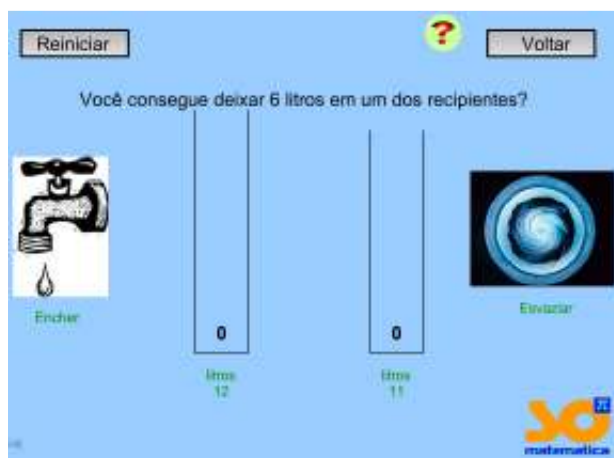 Reiniciar
?
Voltar
Você consegue deixar 6 litros em um dos recipientes?
Encher
Esvaziar
0
0
litros
12
litros
11
SO
π
matematica